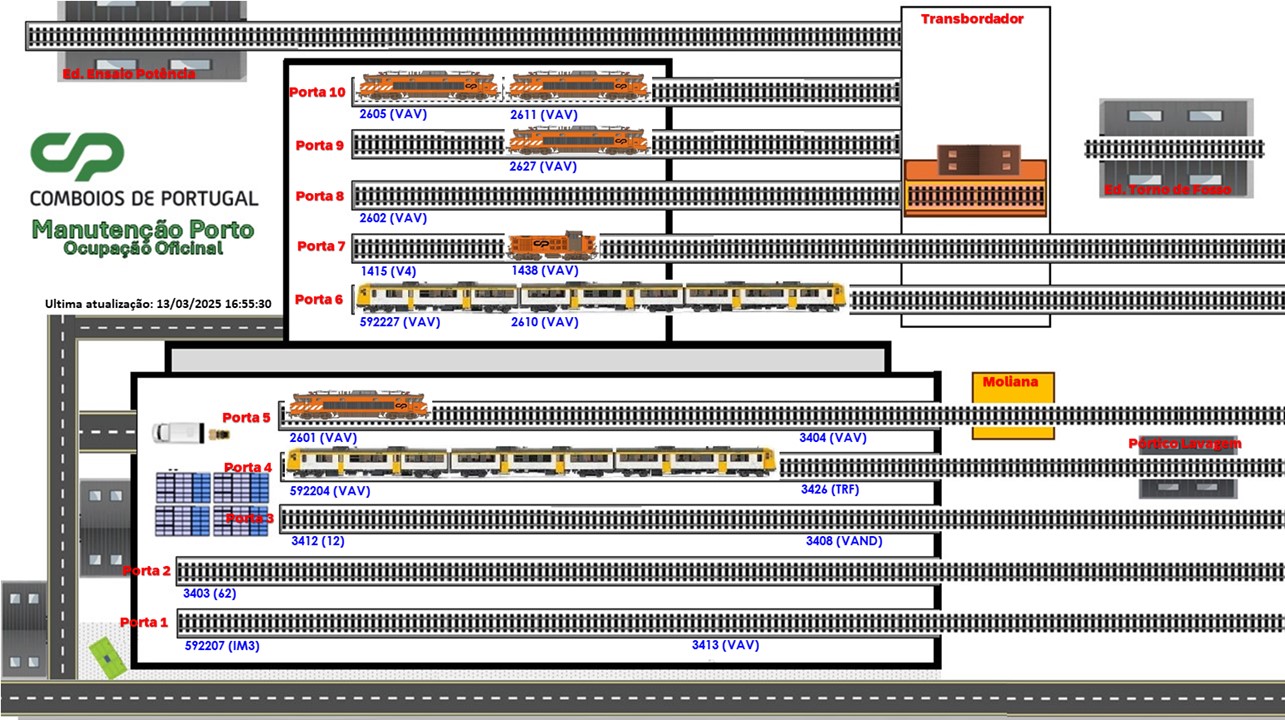 Transbordador
Ed. Ensaio Potência
Porta 10
2605 (VAV)
2611 (VAV)
Porta 9
2627 (VAV)
cp
COMBOIOS DE PORTUGAL
Manutenção Porto
Ocupação Oficinal
Ed. Torno de Fosso
Porta 8
2602 (VAV)
Porta 7
1415 (V4)
1438 (VAV)
Ultima atualização: 13/03/2025 16:55:30
Porta 6
592227 (VAV)
2610 (VAV)
Moliana
Porta 5
2601 (VAV)
3404 (VAV)
Pórtico Lavagem
Porta 4
592204 (VAV)
3426 (TRF)
Porta 3
3412 (12)
3408 (VAND)
Porta 2
3403 (62)
Porta 1
592207 (IM3)
3413 (VAV)